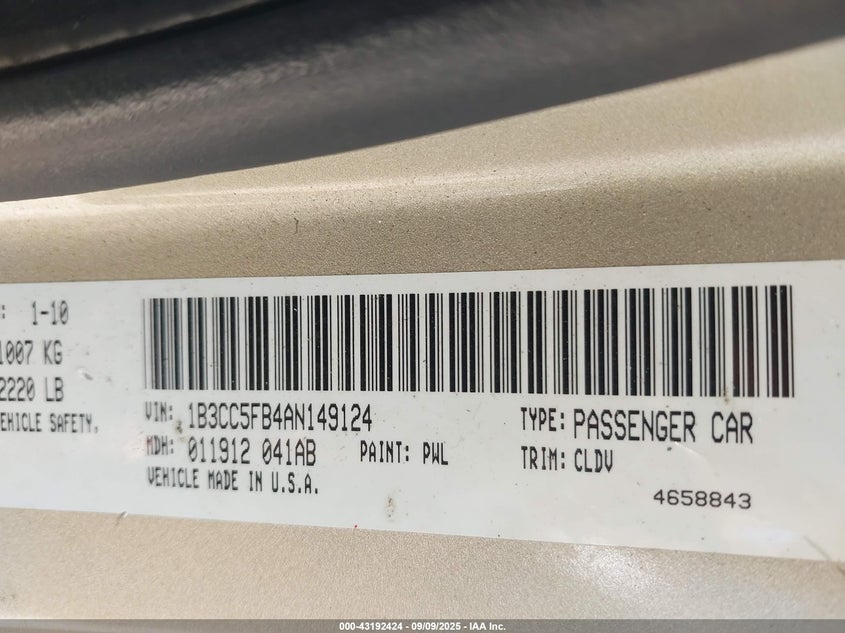 : 1-10
1007 KG
2220 LB
EHICLE SAFETY.
VIN: 1B3CC5FB4AN149124
TYPE: PASSENGER CAR
MDH: 011912 041AB
PAINT: PWL
TRIM: CLDV
VEHICLE MADE IN U.S.A.
4658843
000-43192424 - 09/09/2025 - IAA Inc.